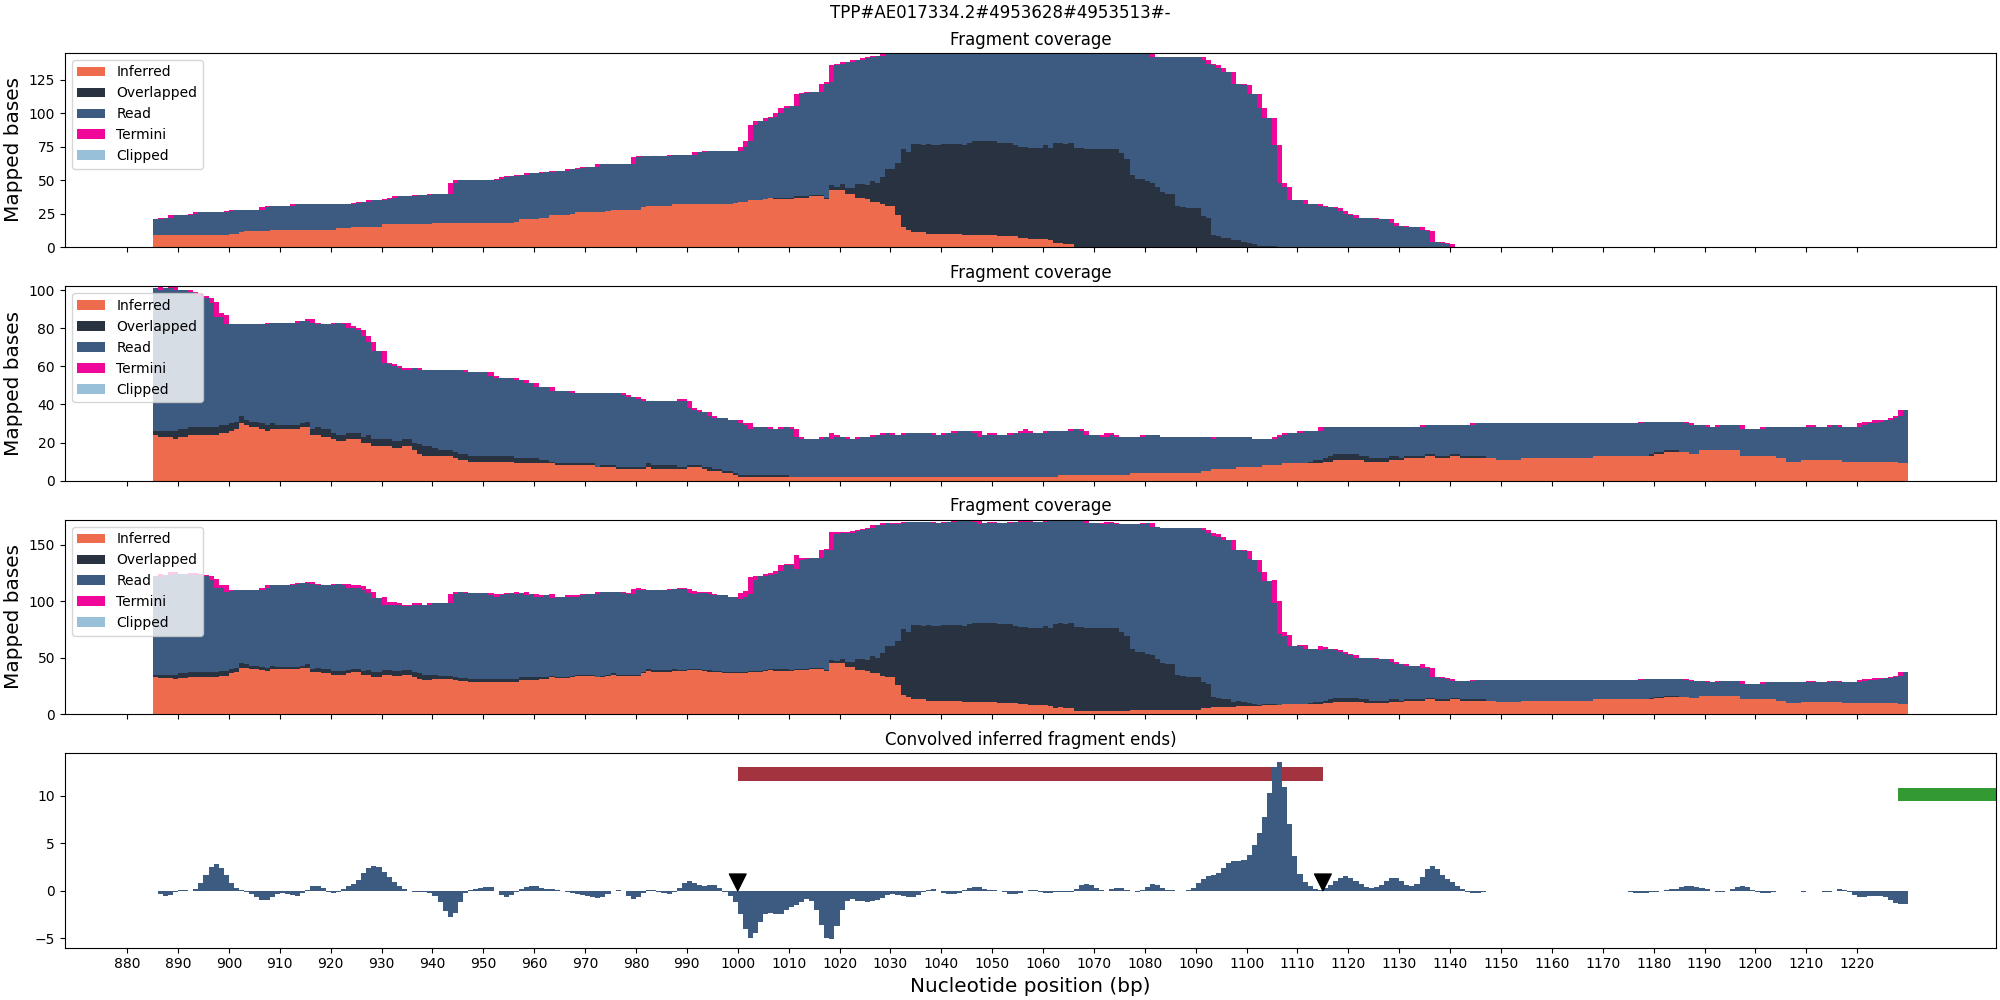 TPP#AE017334.2#4953628#4953513#-
Fragment coverage
Mapped bases
125
100
75
50
25
0
Inferred
Overlapped
Read
Termini
Clipped
Fragment coverage
Mapped bases
100
80
60
40
20
0
Inferred
Overlapped
Read
Termini
Clipped
Fragment coverage
Mapped bases
150
100
50
0
Inferred
Overlapped
Read
Termini
Clipped
Convolved inferred fragment ends)
10
5
0
−5
880 890 900 910 920 930 940 950 960 970 980 990 1000 1010 1020 1030 1040 1050 1060 1070 1080 1090 1100 1110 1120 1130 1140 1150 1160 1170 1180 1190 1200 1210 1220
Nucleotide position (bp)